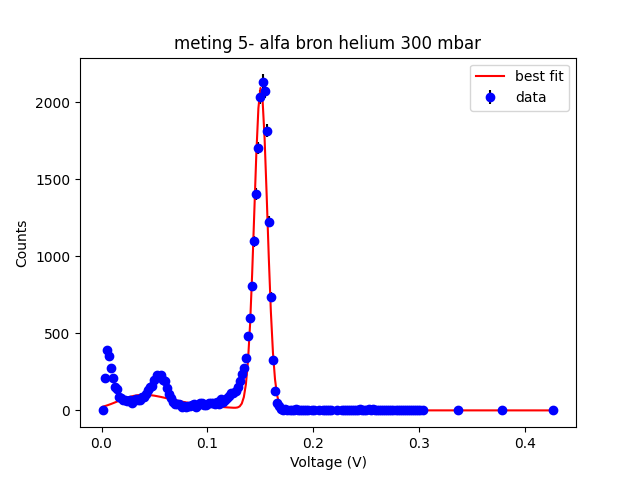 meting 5- alfa bron helium 300 mbar
best fit
data
Counts
2000
1500
1000
500
0
0.0 0.1 0.2 0.3 0.4
Voltage (V)